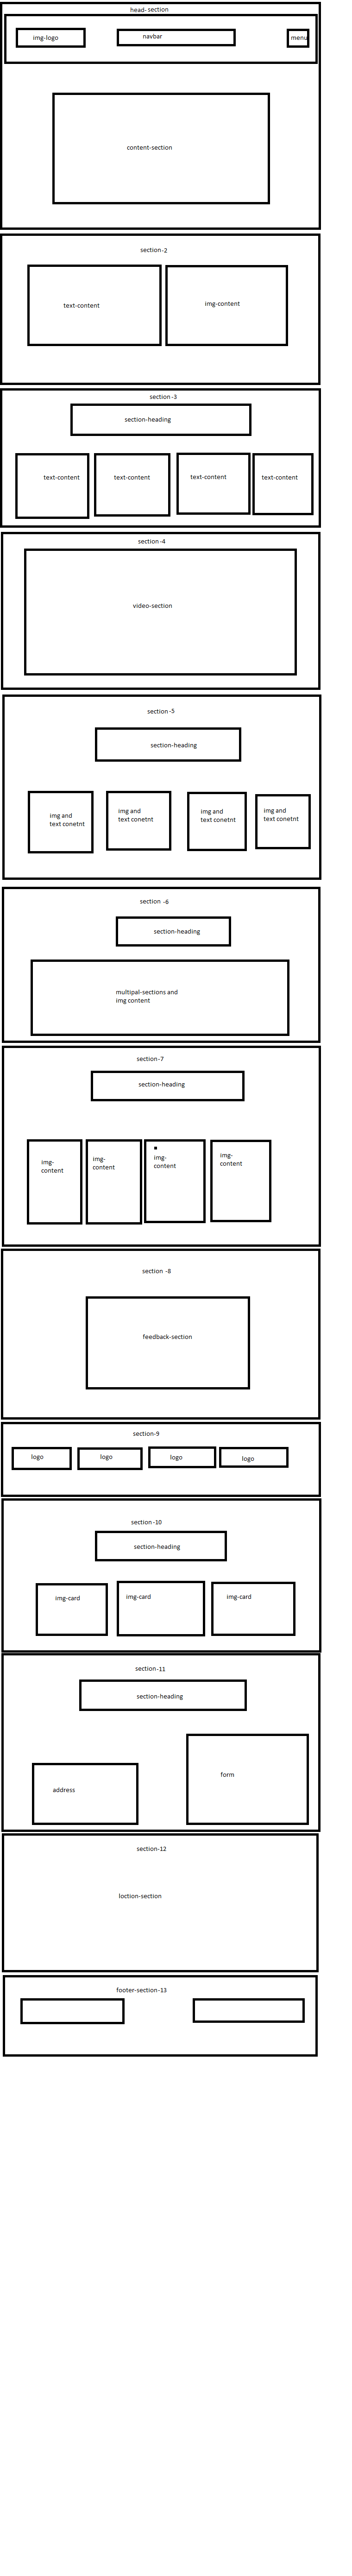 head- section
img-logo
navbar
menu
content-section
section-2
text-content
img-content
section-3
section-heading
text-content
text-content
text-content
text-content
section-4
video-section
section-5
section-heading
img and
text conetnt
img and
text conetnt
img and
text conetnt
img and
text conetnt
section -6
section-heading
multipal-sections and
img content
section-7
section-heading
img-
content
img-
content
img-
content
img-
content
section -8
feedback-section
section-9
logo
logo
logo
logo
section-10
section-heading
img-card
img-card
img-card
section-11
section-heading
address
form
section-12
loction-section
footer-section-13